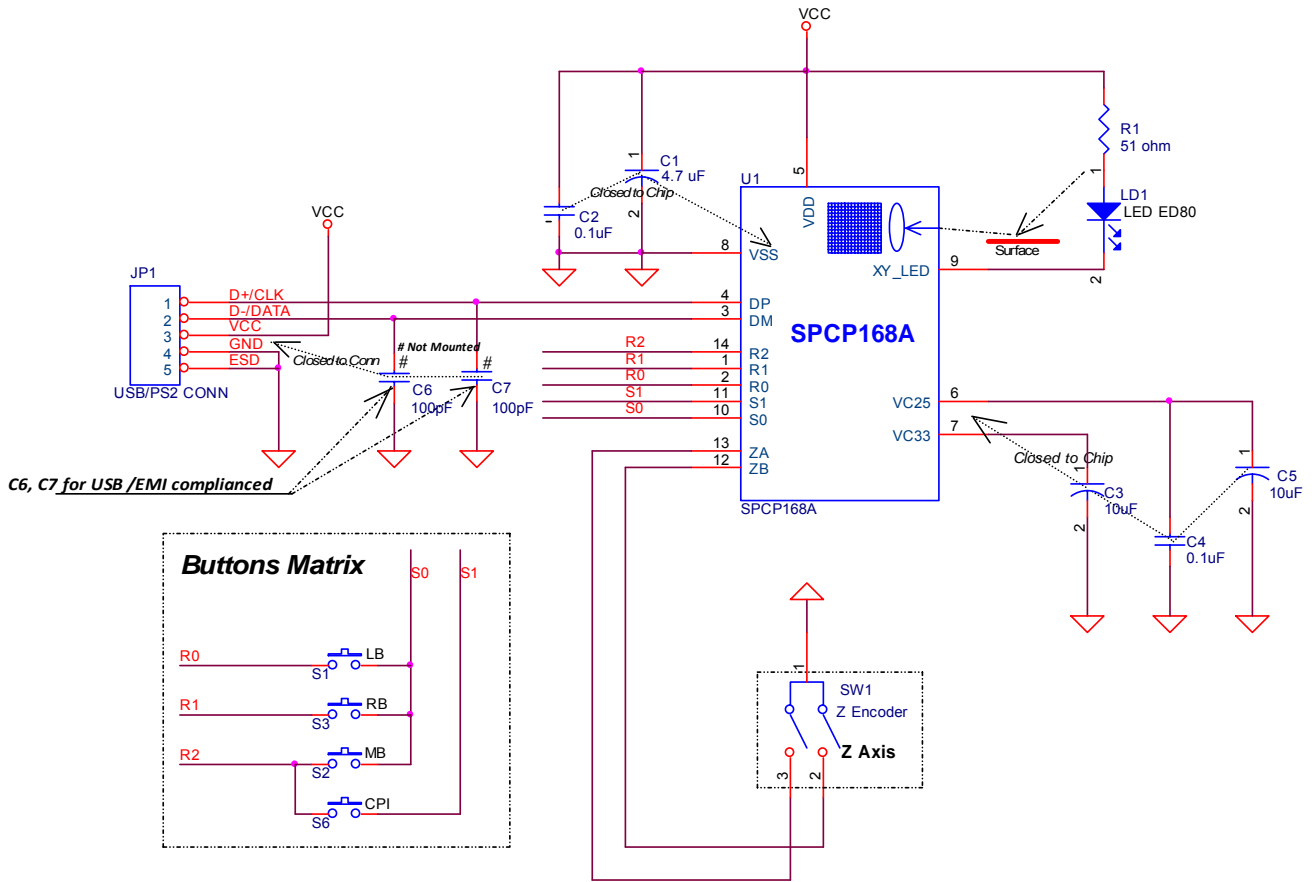 VCC
R1
51 ohm
1
C1
4.7 uF
2
Closed to Chip
C2
0.1uF
U1
5
VDD
1
LD1
LED ED80
2
Surface
8
VSS
9
XY_LED
VCC
JP1
1
D+/CLK
2
D-/DATA
3
VCC
4
GND
5
ESD
USB/PS2 CONN
4
DP
3
DM
SPCP168A
# Not Mounted
#
#
Closed to Conn
C6
100pF
C7
100pF
R2
14
R2
R1
1
R1
R0
2
R0
S1
11
S1
S0
10
S0
13
ZA
12
ZB
6
VC25
7
VC33
SPCP168A
Closed to Chip
1
C3
10uF
2
C4
0.1uF
1
C5
10uF
2
C6, C7 for USB /EMI complianced
Buttons Matrix
S0
S1
R0
S1
LB
R1
S3
RB
R2
S2
MB
S6
CPI
1
SW1
Z Encoder
Z Axis
3
2